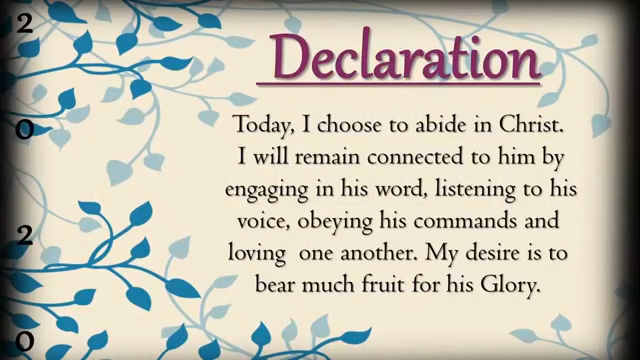 2
0
2
0
Declaration
Today, I choose to abide in Christ.
I will remain connected to him by
engaging in his word, listening to his
voice, obeying his commands and
loving one another. My desire is to
bear much fruit for his Glory.